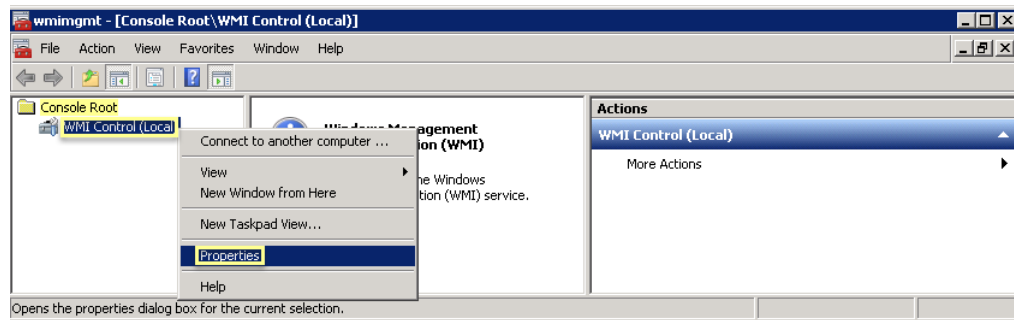 wmimgmt - [Console Root\WMI Control (Local)]
File Action View Favorites Window Help
Console Root
WMI Control (Local
Connect to another computer ...
View
New Window from Here
New Taskpad View...
Properties
Help
Management
ion (WMI)
he Windows
tion (WMI) service.
Actions
WMI Control (Local)
More Actions
Opens the properties dialog box for the current selection.